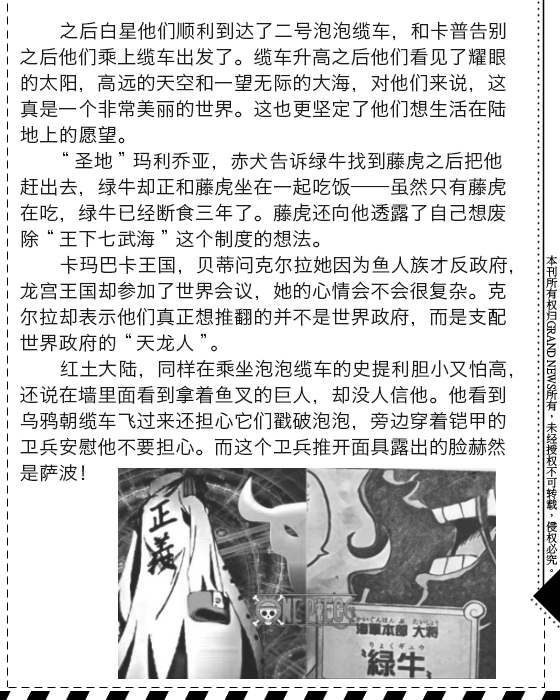 之后白星他们顺利到达了二号泡泡缆车，和卡普告别
之后他们乘上缆车出发了。缆车升高之后他们看见了耀眼
的太阳，高远的天空和一望无际的大海，对他们来说，这
真是一个非常美丽的世界。这也更坚定了他们想生活在陆
地上的愿望。
“圣地”玛利乔亚，赤犬告诉绿牛找到藤虎之后把他
赶出去，绿牛却正和藤虎坐在一起吃饭——虽然只有藤虎
在吃，绿牛已经断食三年了。藤虎还向他透露了自己想废
除“王下七武海”这个制度的想法。
卡玛巴卡王国，贝蒂问克尔拉她因为鱼人族才反政府，
龙宫王国却参加了世界会议，她的心情会不会很复杂。克
尔拉却表示他们真正想推翻的并不是世界政府，而是支配
世界政府的“天龙人”。
红土大陆，同样在乘坐泡泡缆车的史提利胆小又怕高，
还说在墙里面看到拿着鱼叉的巨人，却没人信他。他看到
乌鸦朝缆车飞过来还担心它们戳破泡泡，旁边穿着铠甲的
卫兵安慰他不要担心。而这个卫兵推开面具露出的脸赫然
是萨波！
本刊所有权归GRAND NEWS所有，未经授权不可转载，侵权必究。
正義
かいぐんほんぶ たいしょう
海軍本部 大将
りょくギュウ
緑牛